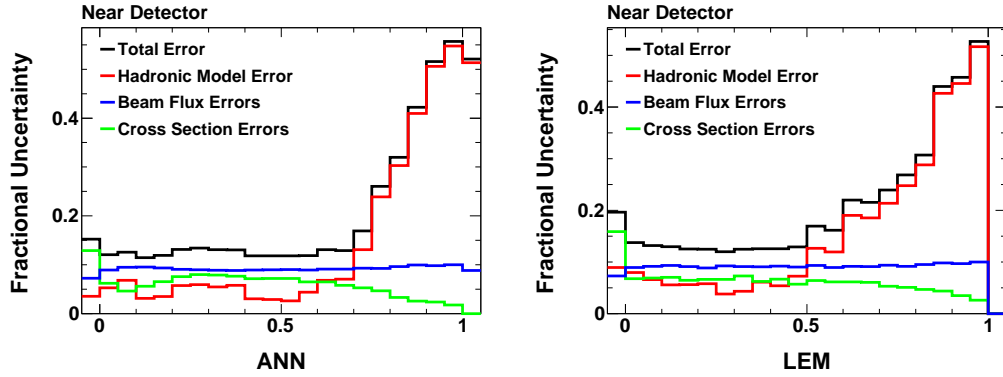 Near Detector
Fractional Uncertainty
0.4
0.2
0
Total Error
Hadronic Model Error
Beam Flux Errors
Cross Section Errors
0
0.5
1
ANN
Near Detector
Fractional Uncertainty
0.4
0.2
0
Total Error
Hadronic Model Error
Beam Flux Errors
Cross Section Errors
0
0.5
1
LEM